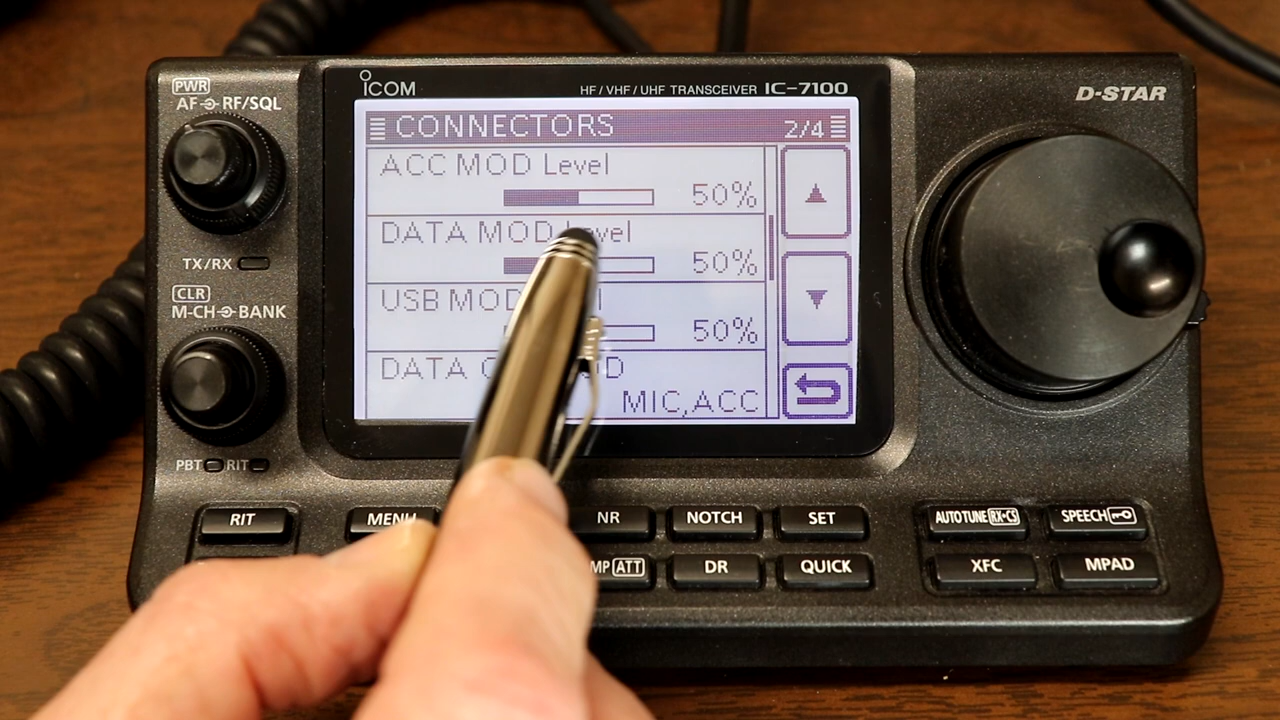 PWR
AF RF/SQL
ICOM
HF/VHF/UHF TRANSCEIVER IC-7100
D-STAR
CONNECTORS 2/4
ACC MOD Level
50%
DATA MOD
50%
USB MOD
50%
DATA
MIC,ACC
TX/RX
CLR
M-CH BANK
PBT RIT
RIT MENU NR NOTCH SET AUTOTUNE RX→CS SPEECH
ATT DR QUICK XFC MPAD